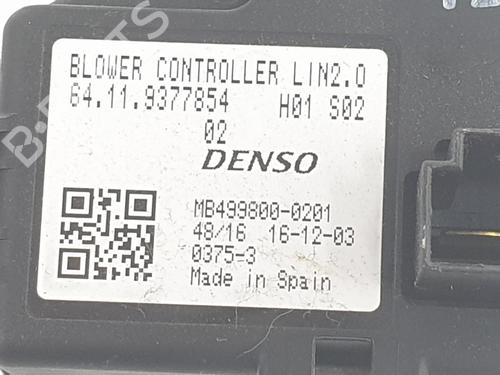 BLOWER CONTROLLER LIN2.0
64.11.9377854 H01 S02
02
DENSO
MB499800-0201
48/16 16-12-03
0375-3
Made in Spain